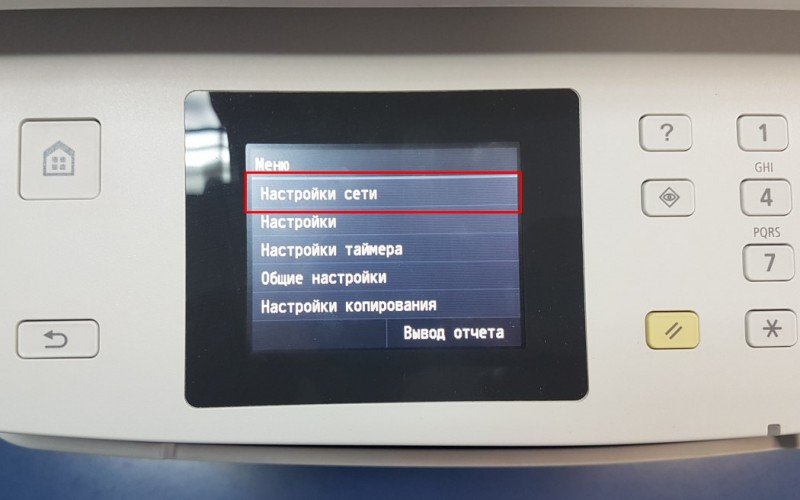 Меню
Настройки сети
Настройки
Настройки таймера
Общие настройки
Настройки копирования
Вывод отчета
?
1
GHI
4
PQRS
7
*